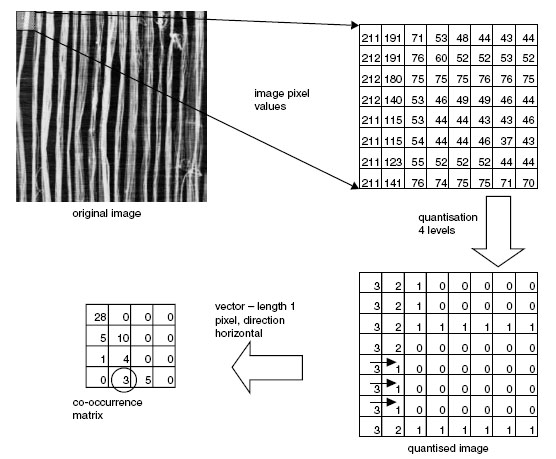 211 191 71 53 48 44 43 44
212 191 76 60 52 52 53 52
212 180 75 75 75 76 76 75
212 140 53 46 49 49 46 44
211 115 53 44 44 43 43 46
211 115 54 44 44 46 37 43
211 123 55 52 52 52 44 44
211 141 76 74 75 75 71 70
image pixel
values
original image
quantisation
4 levels
3 2 1 0 0 0 0 0
3 2 1 0 0 0 0 0
3 2 1 1 1 1 1 1
3 2 0 0 0 0 0 0
3 1 0 0 0 0 0 0
3 1 0 0 0 0 0 0
3 1 0 0 0 0 0 0
3 2 1 1 1 1 1 1
quantised image
vector – length 1
pixel, direction
horizontal
28 0 0 0
5 10 0 0
1 4 0 0
0 3 5 0
co-occurrence
matrix